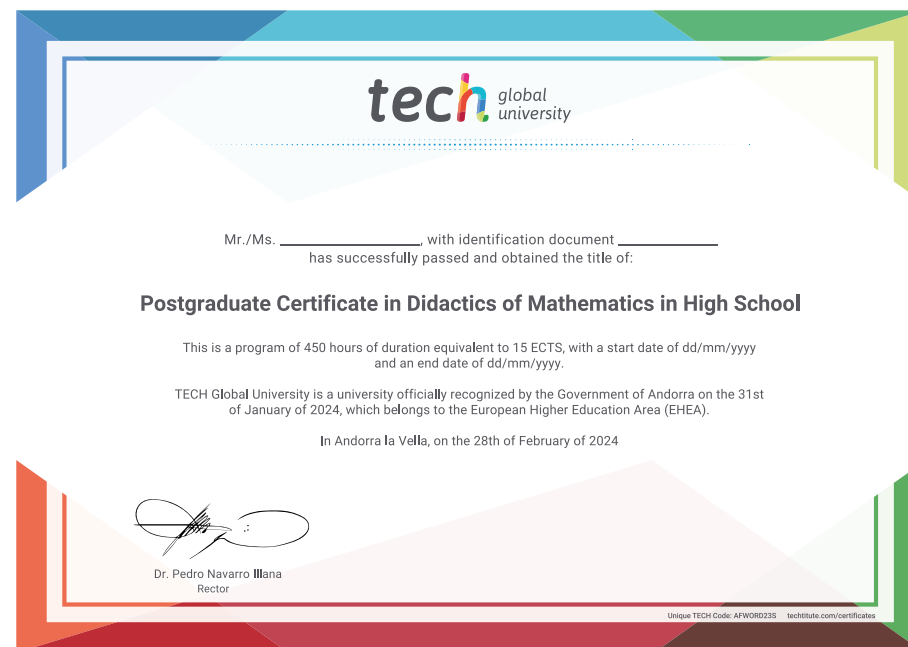 tech global university
Mr./Ms. ____________________, with identification document ______________
has successfully passed and obtained the title of:
Postgraduate Certificate in Didactics of Mathematics in High School
This is a program of 450 hours of duration equivalent to 15 ECTS, with a start date of dd/mm/yyyy
and an end date of dd/mm/yyyy.
TECH Global University is a university officially recognized by the Government of Andorra on the 31st
of January of 2024, which belongs to the European Higher Education Area (EHEA).
In Andorra la Vella, on the 28th of February of 2024
Dr. Pedro Navarro Illana
Rector
Unique TECH Code: AFWORD23S techtitute.com/certificates